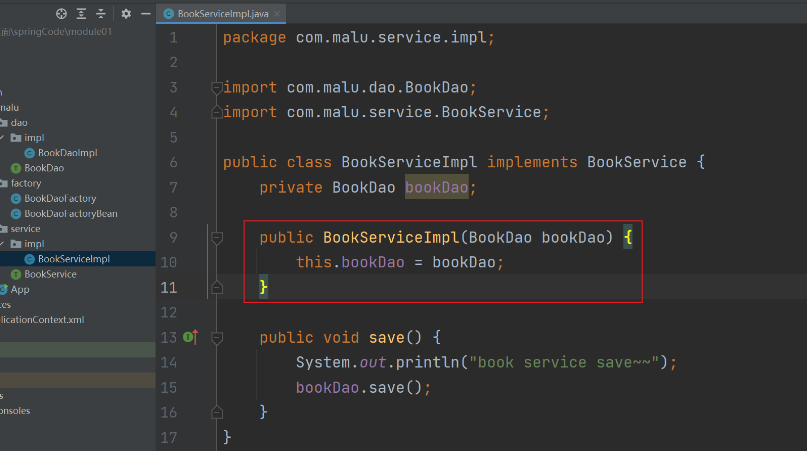 BookServiceImpl.java
面\springCode\module01
malu
dao
impl
BookDaoImpl
BookDao
factory
BookDaoFactory
BookDaoFactoryBean
service
impl
BookServiceImpl
BookService
App
licationContext.xml
onsoles
1 package com.malu.service.impl;
2
3 import com.malu.dao.BookDao;
4 import com.malu.service.BookService;
5
6 public class BookServiceImpl implements BookService {
7 private BookDao bookDao;
8
9 public BookServiceImpl(BookDao bookDao) {
10 this.bookDao = bookDao;
11 }
12
13 public void save() {
14 System.out.println("book service save~~");
15 bookDao.save();
16 }
17 }